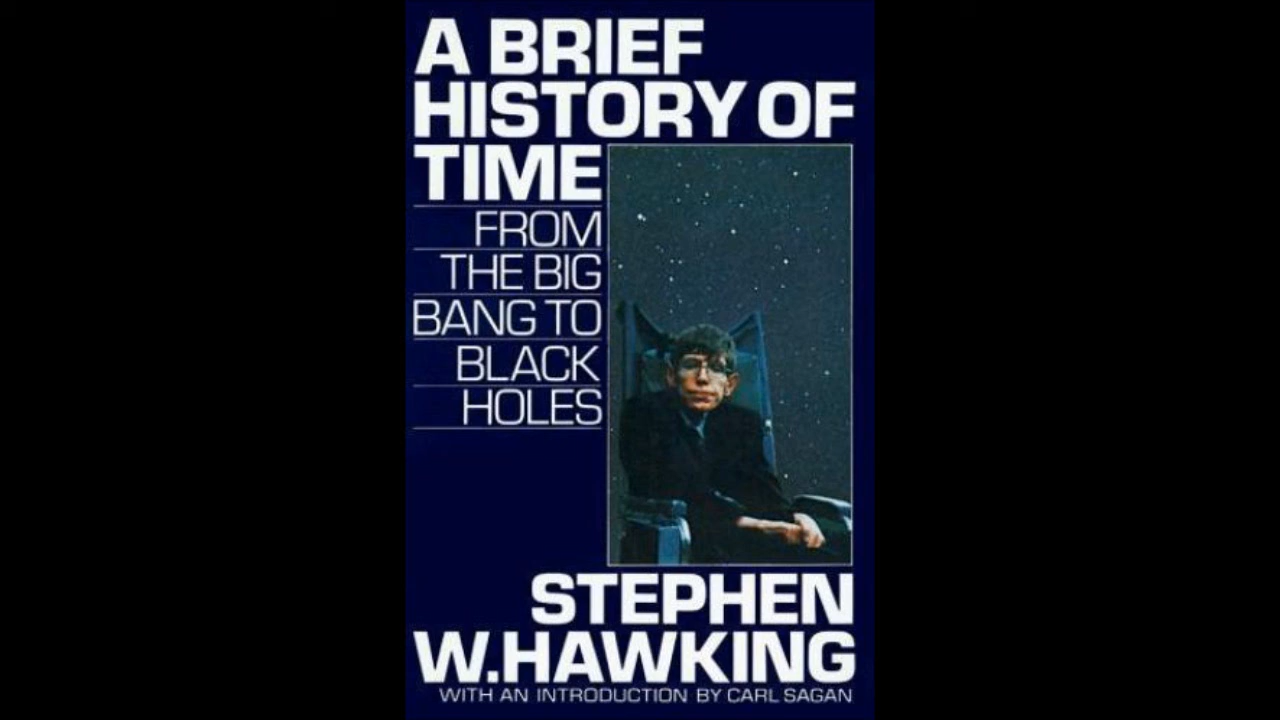 A BRIEF
HISTORY OF
TIME
FROM
THE BIG
BANG TO
BLACK
HOLES
STEPHEN
W.HAWKING
WITH AN INTRODUCTION BY CARL SAGAN